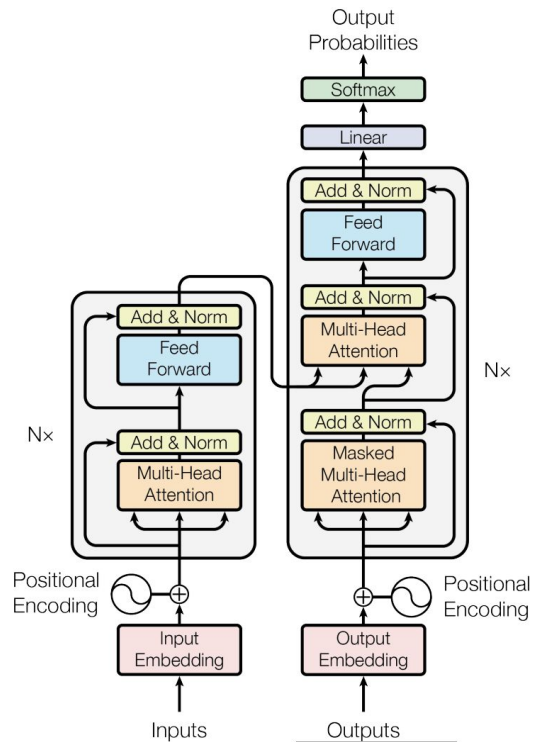 Output
Probabilities
Softmax
Linear
Add & Norm
Feed
Forward
Add & Norm
Multi-Head
Attention
Add & Norm
Masked
Multi-Head
Attention
N×
Add & Norm
Feed
Forward
N×
Add & Norm
Multi-Head
Attention
Positional
Encoding
Positional
Encoding
Input
Embedding
Output
Embedding
Inputs
Outputs